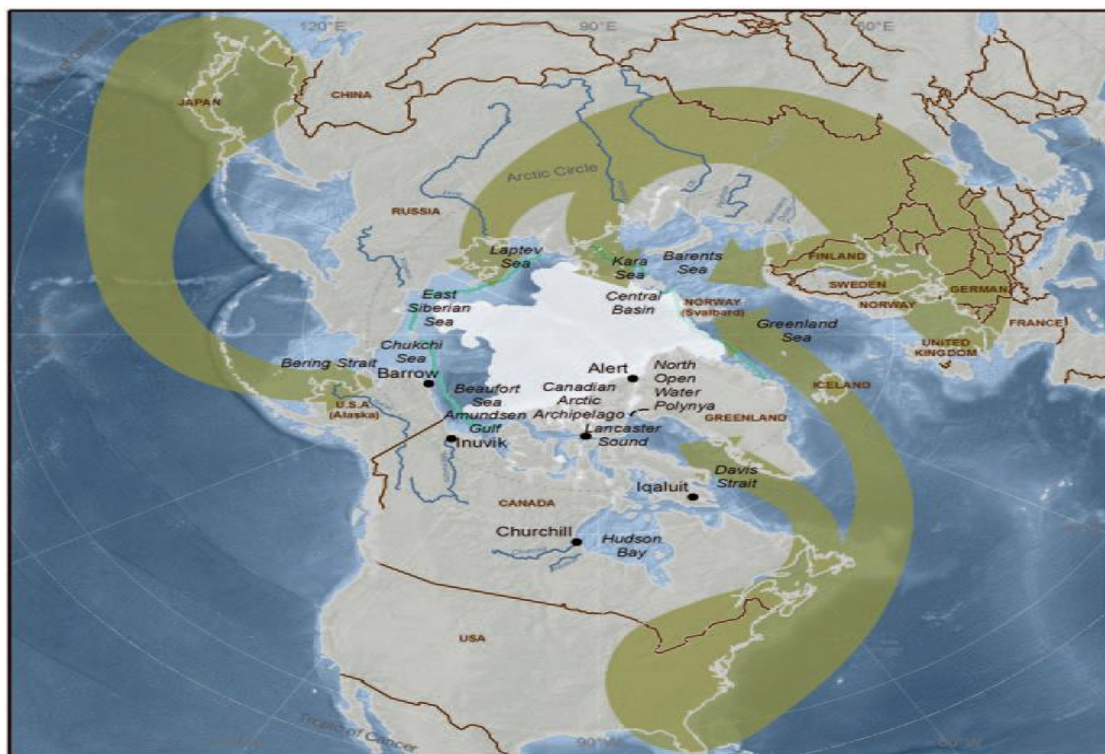 120°E
90°E
60°E
JAPAN
CHINA
Arctic Circle
RUSSIA
Laptev
Sea
Kara
Sea
Barents
Sea
FINLAND
SWEDEN
NORWAY
GERMAN
FRANCE
UNITED
KINGDOM
East
Siberian
Sea
Central
Basin
NORWAY
(Svalbard)
Greenland
Sea
Chukchi
Sea
Bering Strait
Barrow
U.S.A
(Alaska)
Beaufort
Sea
Amundsen
Gulf
Inuvik
Alert
Canadian
Arctic
Archipelago
North
Open
Water
Polynya
ICELAND
GREENLAND
Lancaster
Sound
Davis
Strait
Iqaluit
CANADA
Churchill
Hudson
Bay
USA
Tropic of Cancer
90°W